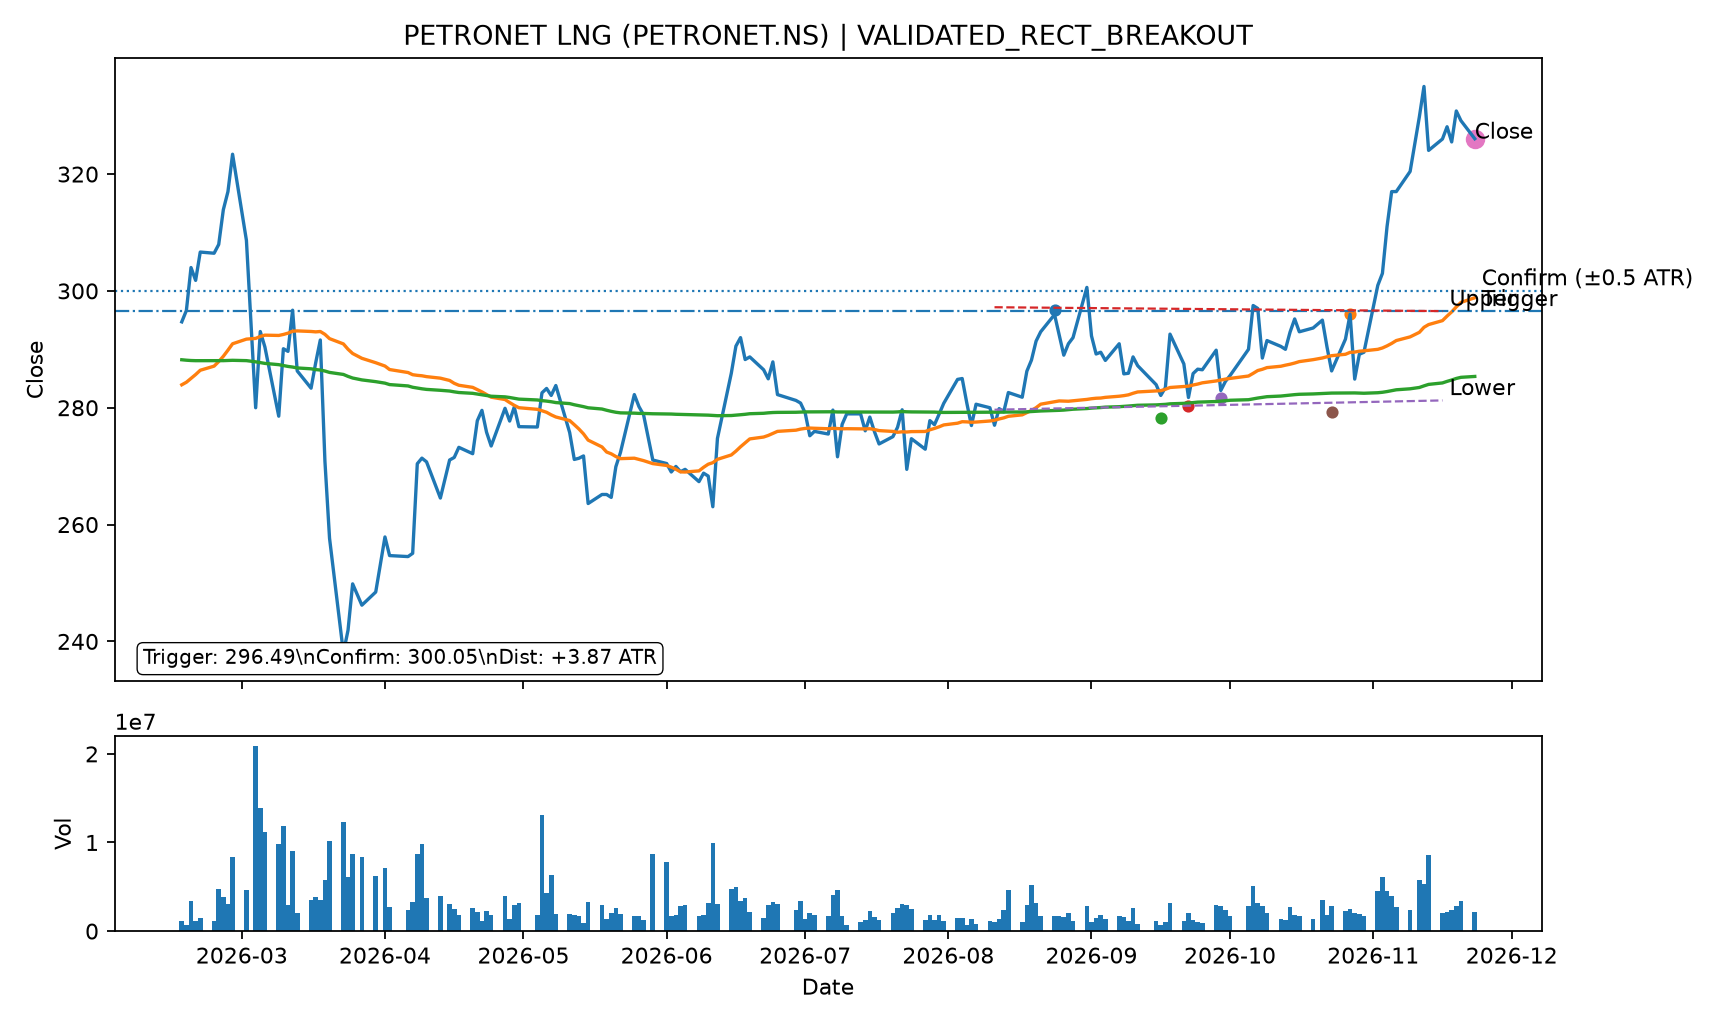 PETRONET LNG (PETRONET.NS) | VALIDATED_RECT_BREAKOUT
Close
320
300
280
260
240
Close
Confirm (±0.5 ATR)
Upper
Trigger
Lower
Trigger: 296.49\nConfirm: 300.05\nDist: +3.87 ATR
1e7
Vol
2
1
0
2026-03
2026-04
2026-05
2026-06
2026-07
2026-08
2026-09
2026-10
2026-11
2026-12
Date